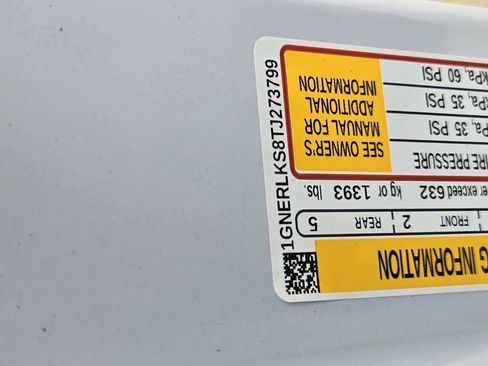 G INFORMATION
FRONT 2 REAR 5
er exceed 632 kg or 1393 lbs.
IRE PRESSURE
SEE OWNER'S
MANUAL FOR
ADDITIONAL
INFORMATION
Pa, 35 PSI
Pa, 35 PSI
kPa, 60 PSI
1GNERLKS8TJ273799